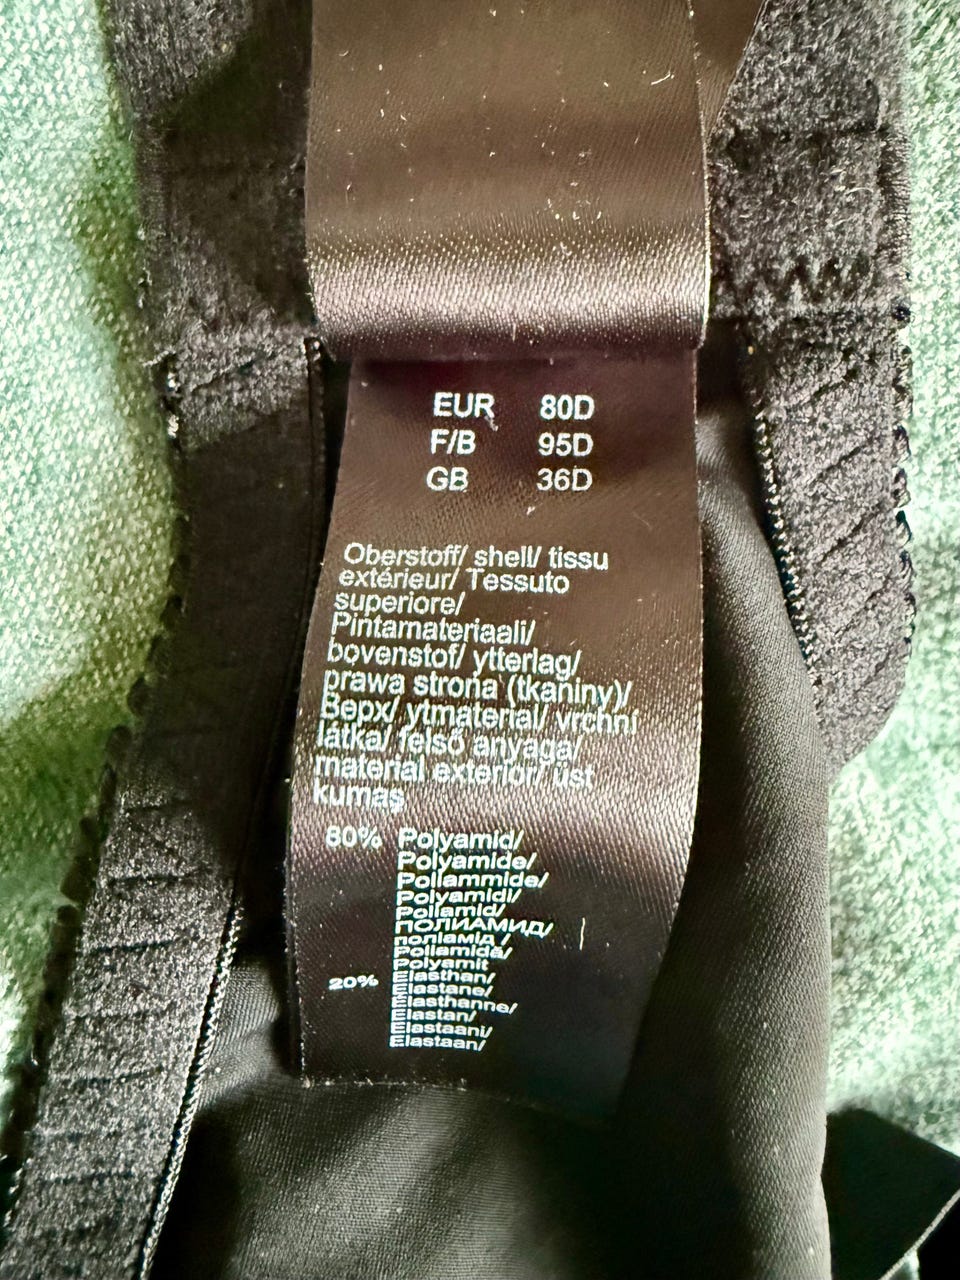 EUR 80D
F/B 95D
GB 36D
Oberstoff/ shell/ tissu
extérieur/ Tessuto
superiore/
Pintamateriaali/
bovenstof/ ytterlag/
prawa strona (tkaniny)/
Верх/ ytmaterial/ vrchní
látka/ felső anyaga/
material exterior/ üst
kumaş
80% Polyamid/
Polyamide/
Poliammide/
Polyamidi/
Poliamid/
ПОЛИАМИД/
поліамід /
Poliamidă/
Polyamit
20% Elasthan/
Elastane/
Élasthanne/
Elastan/
Elastaani/
Elastaan/